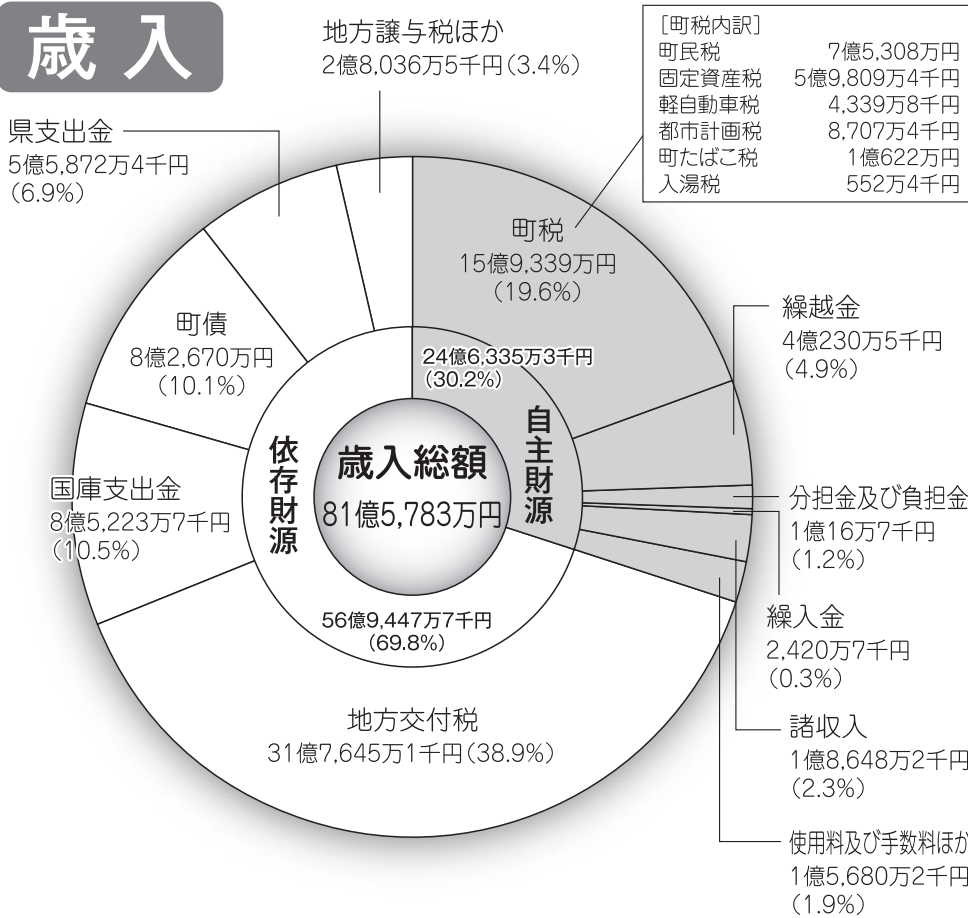 歳入
地方譲与税ほか
2億8,036万5千円(3.4%)
[町税内訳]
町民税 7億5,308万円
固定資産税 5億9,809万4千円
軽自動車税 4,339万8千円
都市計画税 8,707万4千円
町たばこ税 1億622万円
入湯税 552万4千円
県支出金
5億5,872万4千円
(6.9%)
町税
15億9,339万円
(19.6%)
繰越金
4億230万5千円
(4.9%)
町債
8億2,670万円
(10.1%)
24億6,335万3千円
(30.2%)
自主財源
依存財源
歳入総額
81億5,783万円
国庫支出金
8億5,223万7千円
(10.5%)
分担金及び負担金
1億16万7千円
(1.2%)
繰入金
2,420万7千円
(0.3%)
56億9,447万7千円
(69.8%)
地方交付税
31億7,645万1千円(38.9%)
諸収入
1億8,648万2千円
(2.3%)
使用料及び手数料ほか
1億5,680万2千円
(1.9%)